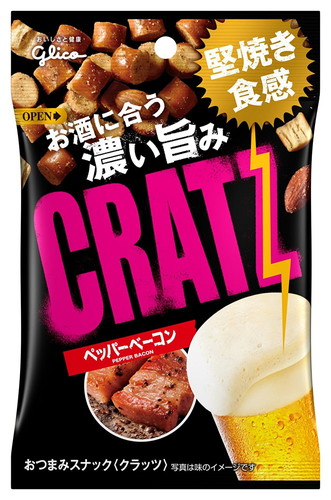 おいしさと健康
glico
堅焼き
食感
OPEN
お酒に合う
濃い旨み
CRATZ
ペッパーベーコン
PEPPER BACON
おつまみスナック〈クラッツ〉 写真は味のイメージです